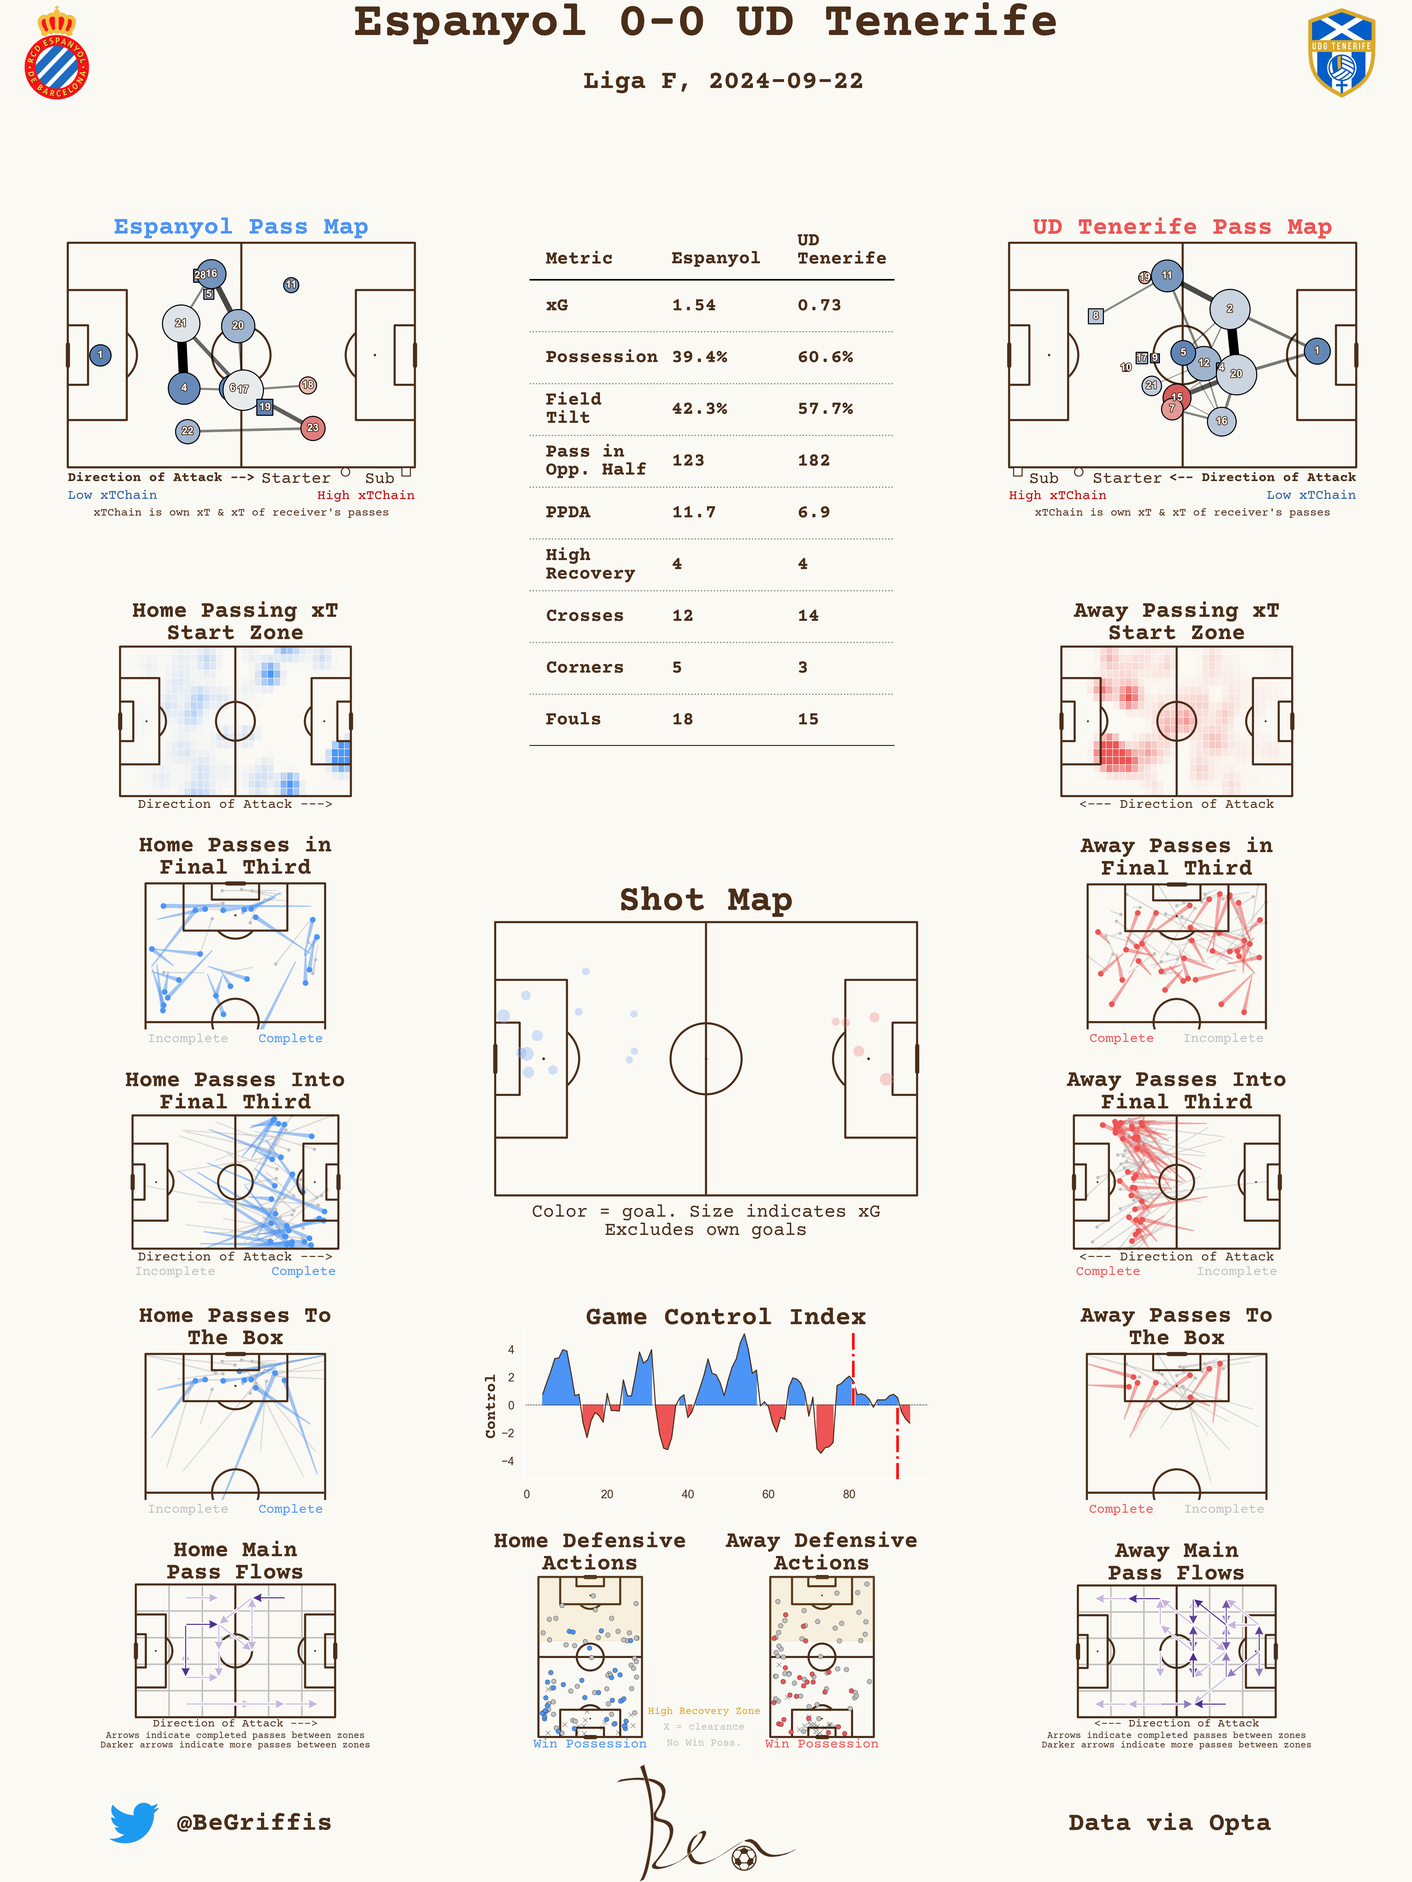 Espanyol 0-0 UD Tenerife
Liga F, 2024-09-22
RCD ESPANYOL
DE BARCELONA
UDG TENERIFE
Espanyol Pass Map
28 16
5
11
21
20
1
4
6 17
18
19
22
23
Direction of Attack --> Starter Sub
Low xTChain High xTChain
xTChain is own xT & xT of receiver's passes
Metric Espanyol UD Tenerife
xG 1.54 0.73
Possession 39.4% 60.6%
Field Tilt 42.3% 57.7%
Pass in Opp. Half 123 182
PPDA 11.7 6.9
High Recovery 4 4
Crosses 12 14
Corners 5 3
Fouls 18 15
UD Tenerife Pass Map
19 11
8
2
17 9
5
1
10
12
4
20
21
15
7
16
Sub Starter <-- Direction of Attack
High xTChain Low xTChain
xTChain is own xT & xT of receiver's passes
Home Passing xT
Start Zone
Direction of Attack --->
Away Passing xT
Start Zone
<--- Direction of Attack
Home Passes in
Final Third
Incomplete Complete
Shot Map
Color = goal. Size indicates xG
Excludes own goals
Away Passes in
Final Third
Complete Incomplete
Home Passes Into
Final Third
Direction of Attack --->
Incomplete Complete
Away Passes Into
Final Third
<--- Direction of Attack
Complete Incomplete
Home Passes To
The Box
Incomplete Complete
Game Control Index
Control
4
2
0
−2
−4
0 20 40 60 80
Away Passes To
The Box
Complete Incomplete
Home Main
Pass Flows
Direction of Attack --->
Arrows indicate completed passes between zones
Darker arrows indicate more passes between zones
Home Defensive
Actions
Win Possession
Away Defensive
Actions
Win Possession
High Recovery Zone
X = clearance
No Win Poss.
Away Main
Pass Flows
<--- Direction of Attack
Arrows indicate completed passes between zones
Darker arrows indicate more passes between zones
@BeGriffis
Ben
Data via Opta